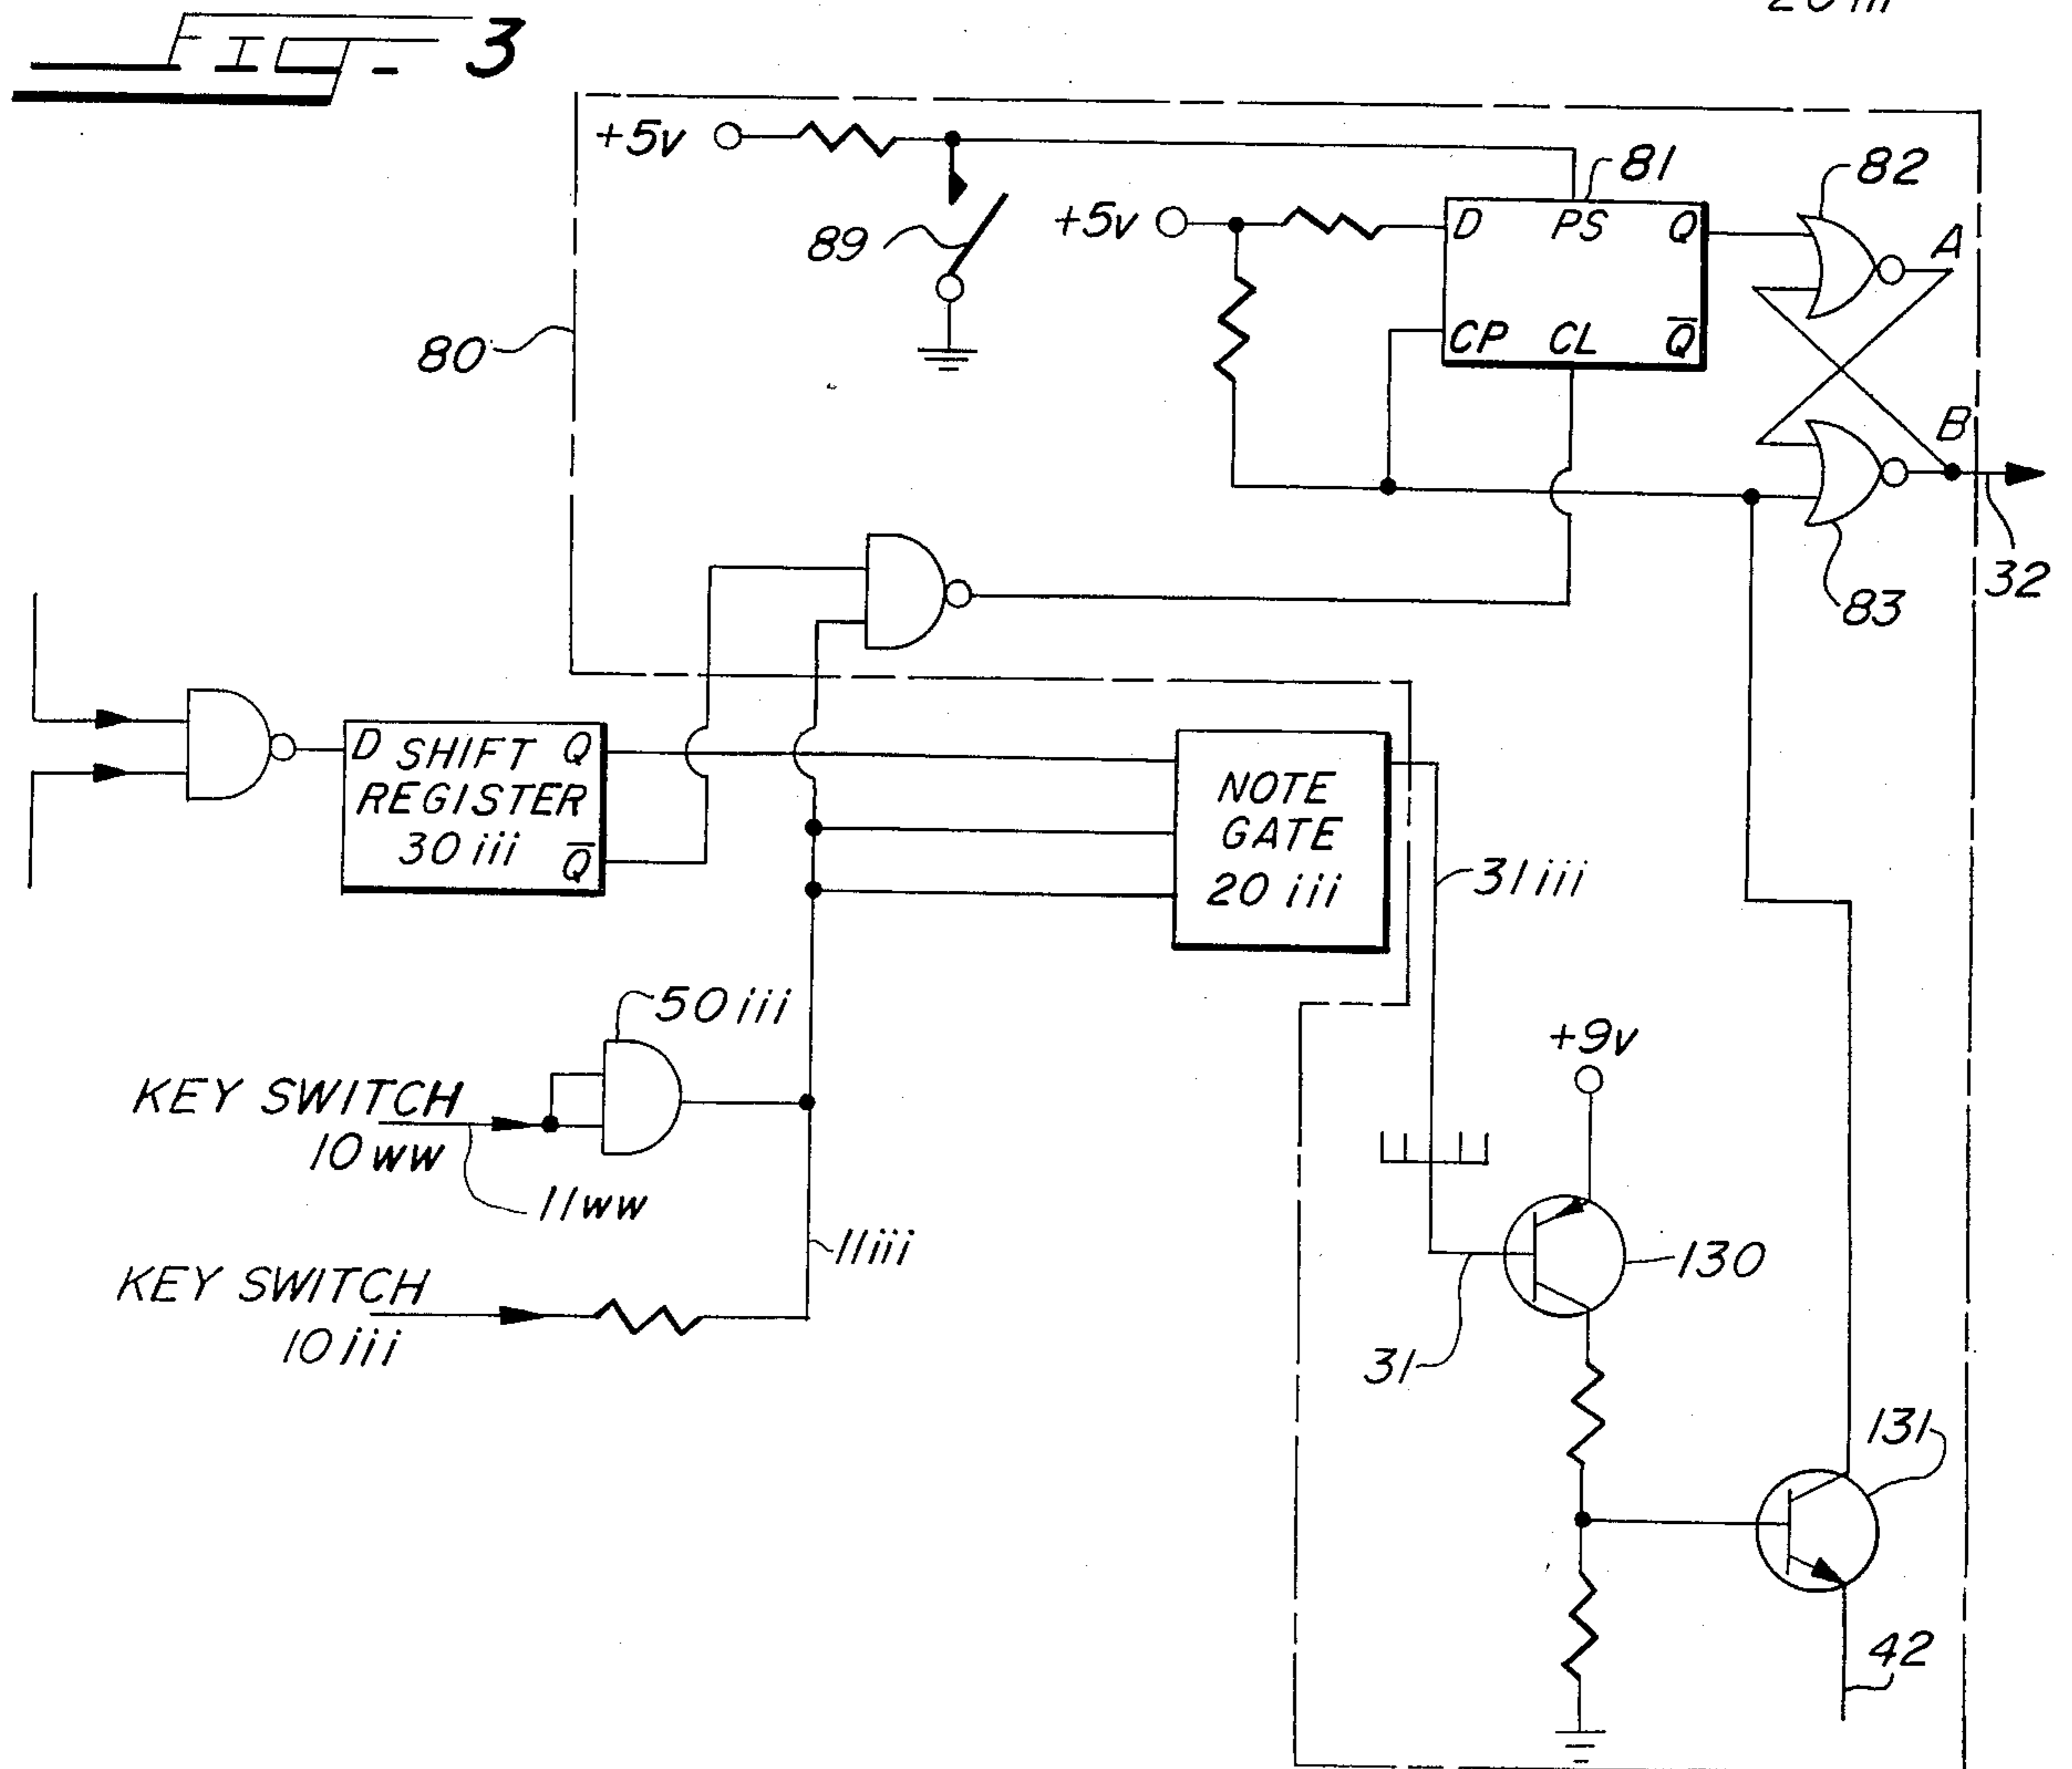 20 iii
FIG-3
+5v
81
82
+5v
D PS Q
A
89
80
CP CL Q̅
B
32
83
D SHIFT Q
REGISTER
30 iii Q̅
NOTE
GATE
20 iii
31 iii
50 iii
+9v
KEY SWITCH
10 ww
11 ww
11 iii
130
KEY SWITCH
10 iii
31
131
42